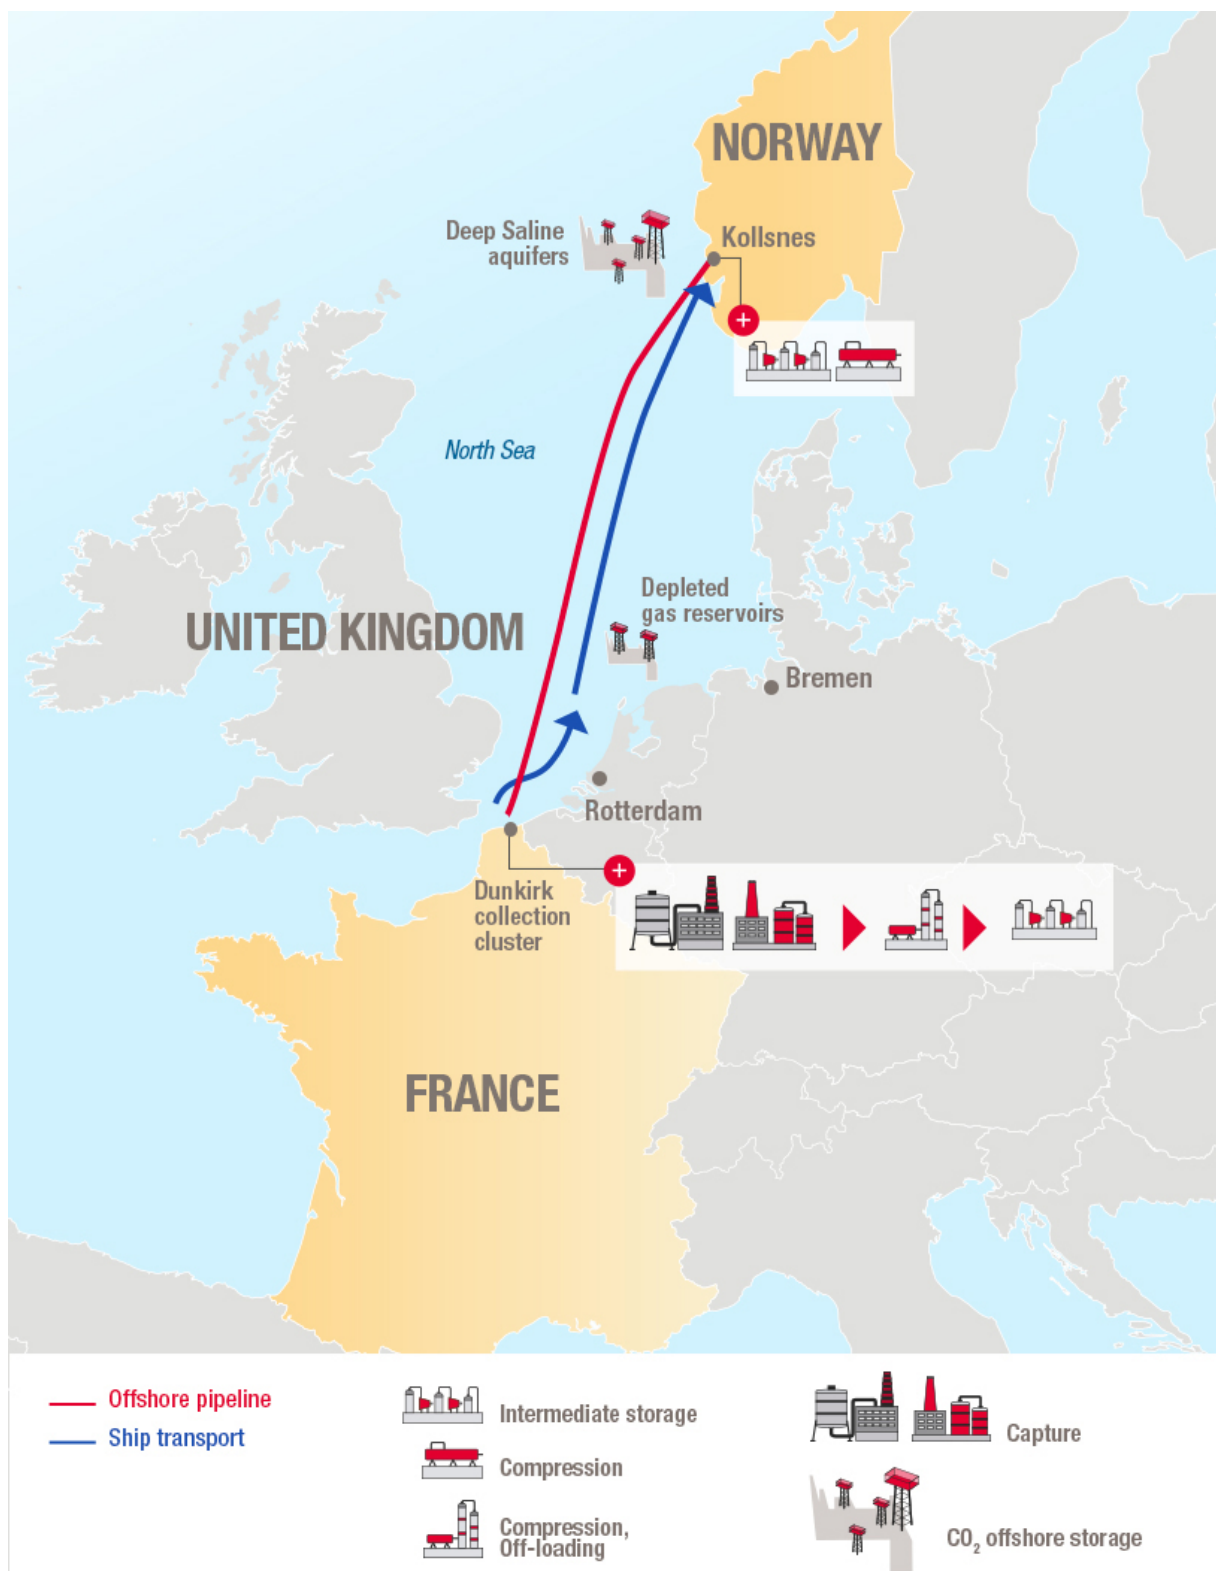 NORWAY
Deep Saline
aquifers
Kollsnes
North Sea
Depleted
gas reservoirs
UNITED KINGDOM
Bremen
Rotterdam
Dunkirk
collection
cluster
FRANCE
Offshore pipeline
Ship transport
Intermediate storage
Compression
Compression,
Off-loading
Capture
CO₂ offshore storage